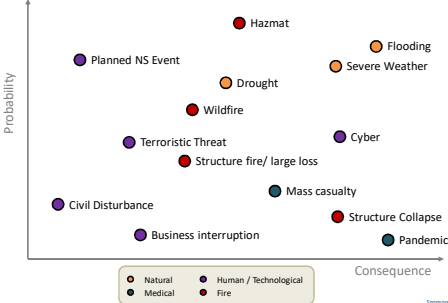 Hazmat
Flooding
Planned NS Event
Severe Weather
Drought
Wildfire
Terroristic Threat
Cyber
Structure fire/ large loss
Mass casualty
Civil Disturbance
Structure Collapse
Business interruption
Pandemic
Probability
Consequence
Natural
Human / Technological
Medical
Fire